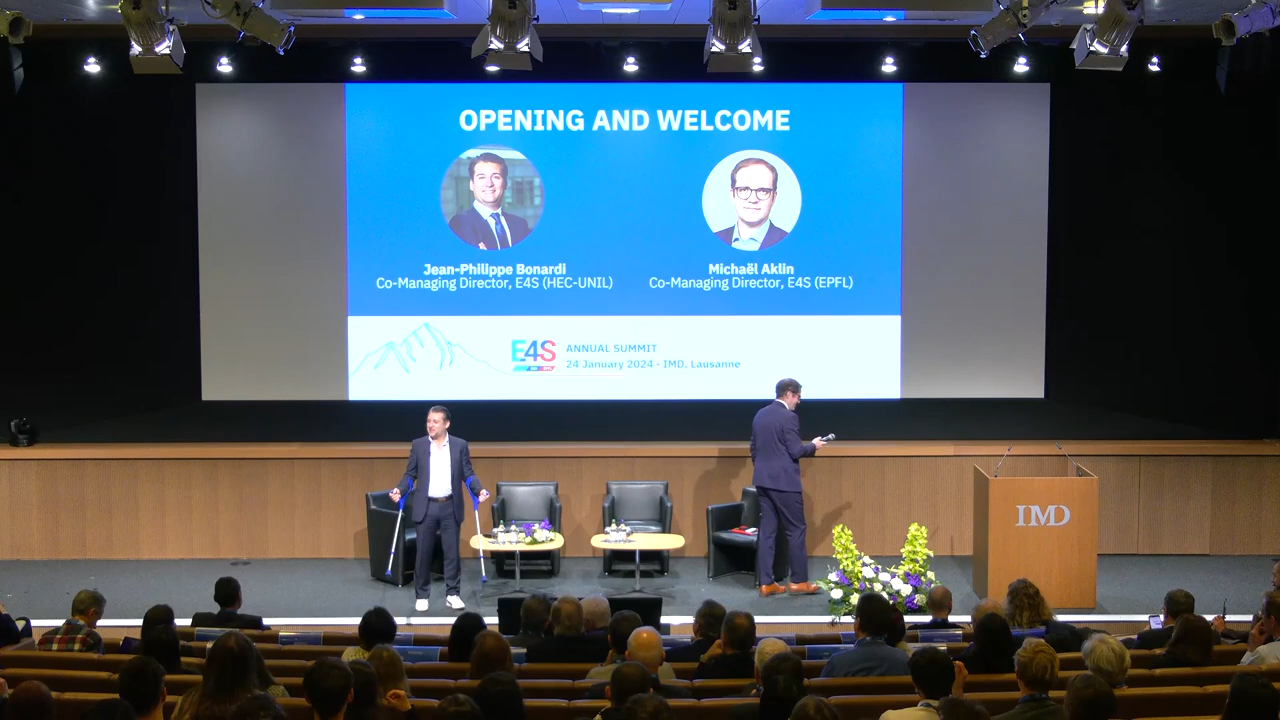 OPENING AND WELCOME
Jean-Philippe Bonardi
Co-Managing Director, E4S (HEC-UNIL)
Michaël Aklin
Co-Managing Director, E4S (EPFL)
E4S
ANNUAL SUMMIT
24 January 2024 - IMD, Lausanne
IMD